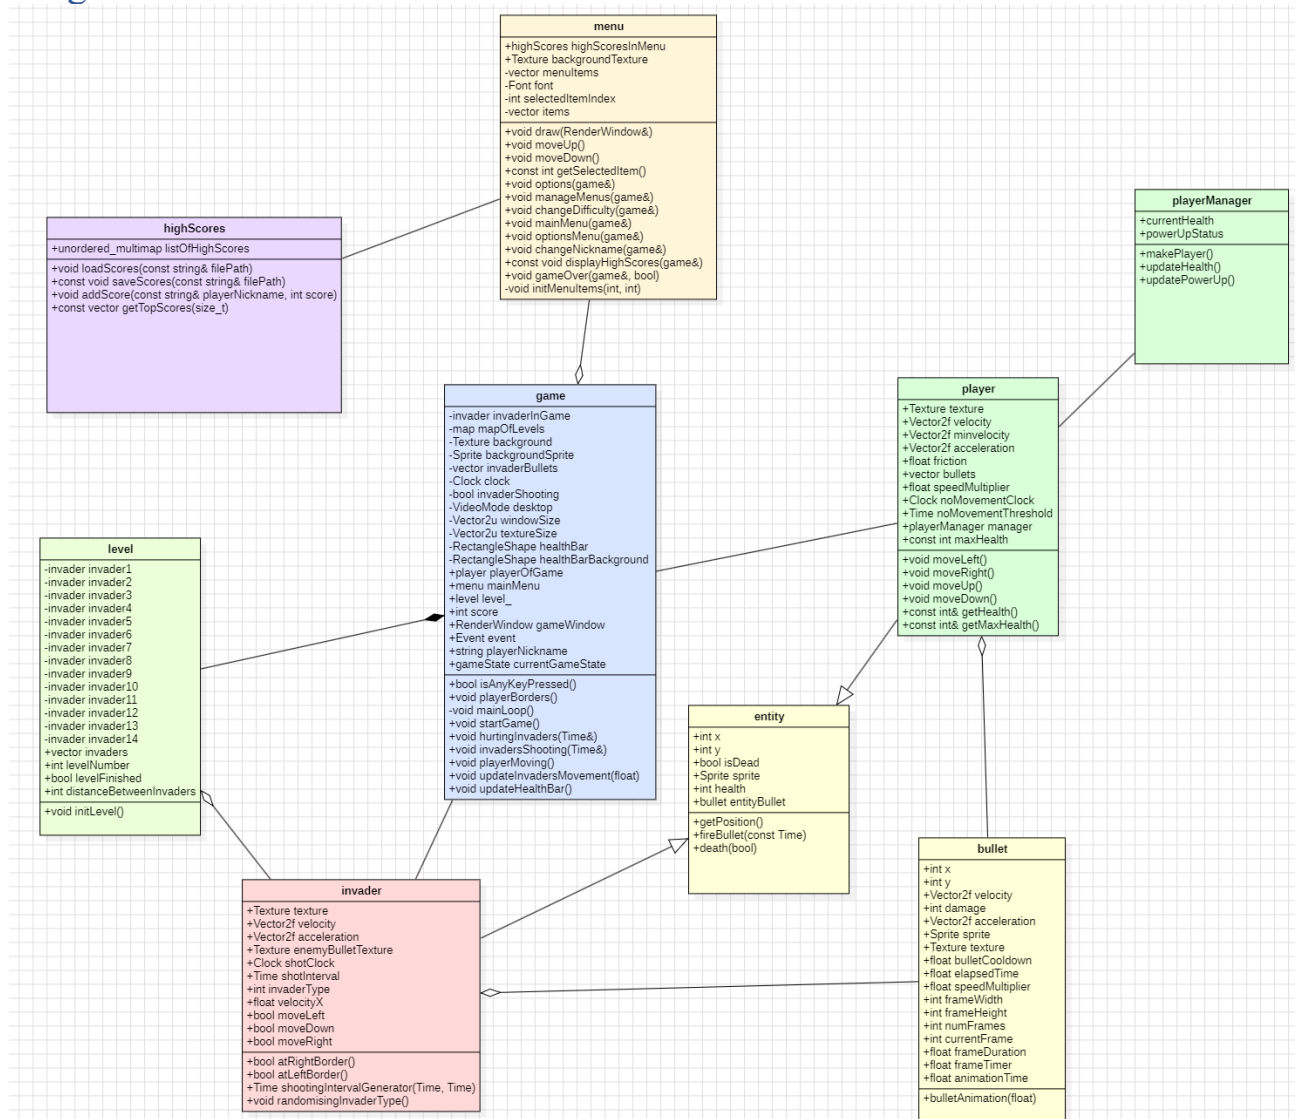 menu
+highScores highScoresInMenu
+Texture backgroundTexture
-vector menuItems
-Font font
-int selectedItemIndex
-vector items
+void draw(RenderWindow&)
+void moveUp()
+void moveDown()
+const int getSelectedItem()
+void options(game&)
+void manageMenus(game&)
+void changeDifficulty(game&)
+void mainMenu(game&)
+void optionsMenu(game&)
+void changeNickname(game&)
+const void displayHighScores(game&)
+void gameOver(game&, bool)
-void initMenuItems(int, int)
playerManager
+currentHealth
+powerUpStatus
+makePlayer()
+updateHealth()
+updatePowerUp()
highScores
+unordered_multimap listOfHighScores
+void loadScores(const string& filePath)
+const void saveScores(const string& filePath)
+void addScore(const string& playerNickname, int score)
+const vector getTopScores(size_t)
game
-invader invaderInGame
-map mapOfLevels
-Texture background
-Sprite backgroundSprite
-vector invaderBullets
-Clock clock
-bool invaderShooting
-VideoMode desktop
-Vector2u windowSize
-Vector2u textureSize
-RectangleShape healthBar
-RectangleShape healthBarBackground
+player playerOfGame
+menu mainMenu
+level level_
+int score
+RenderWindow gameWindow
+Event event
+string playerNickname
+gameState currentGameState
+bool isAnyKeyPressed()
+void playerBorders()
-void mainLoop()
+void startGame()
+void hurtingInvaders(Time&)
+void invadersShooting(Time&)
+void playerMoving()
+void updateInvadersMovement(float)
+void updateHealthBar()
player
+Texture texture
+Vector2f velocity
+Vector2f minvelocity
+Vector2f acceleration
+float friction
+vector bullets
+float speedMultiplier
+Clock noMovementClock
+Time noMovementThreshold
+playerManager manager
+const int maxHealth
+void moveLeft()
+void moveRight()
+void moveUp()
+void moveDown()
+const int& getHealth()
+const int& getMaxHealth()
level
-invader invader1
-invader invader2
-invader invader3
-invader invader4
-invader invader5
-invader invader6
-invader invader7
-invader invader8
-invader invader9
-invader invader10
-invader invader11
-invader invader12
-invader invader13
-invader invader14
+vector invaders
+int levelNumber
+bool levelFinished
+int distanceBetweenInvaders
+void initLevel()
entity
+int x
+int y
+bool isDead
+Sprite sprite
+int health
+bullet entityBullet
+getPosition()
+fireBullet(const Time)
+death(bool)
invader
+Texture texture
+Vector2f velocity
+Vector2f acceleration
+Texture enemyBulletTexture
+Clock shotClock
+Time shotInterval
+int invaderType
+float velocityX
+bool moveLeft
+bool moveDown
+bool moveRight
+bool atRightBorder()
+bool atLeftBorder()
+Time shootingIntervalGenerator(Time, Time)
+void randomisingInvaderType()
bullet
+int x
+int y
+Vector2f velocity
+int damage
+Vector2f acceleration
+Sprite sprite
+Texture texture
+float bulletCooldown
+float elapsedTime
+float speedMultiplier
+int frameWidth
+int frameHeight
+int numFrames
+int currentFrame
+float frameDuration
+float frameTimer
+float animationTime
+bulletAnimation(float)